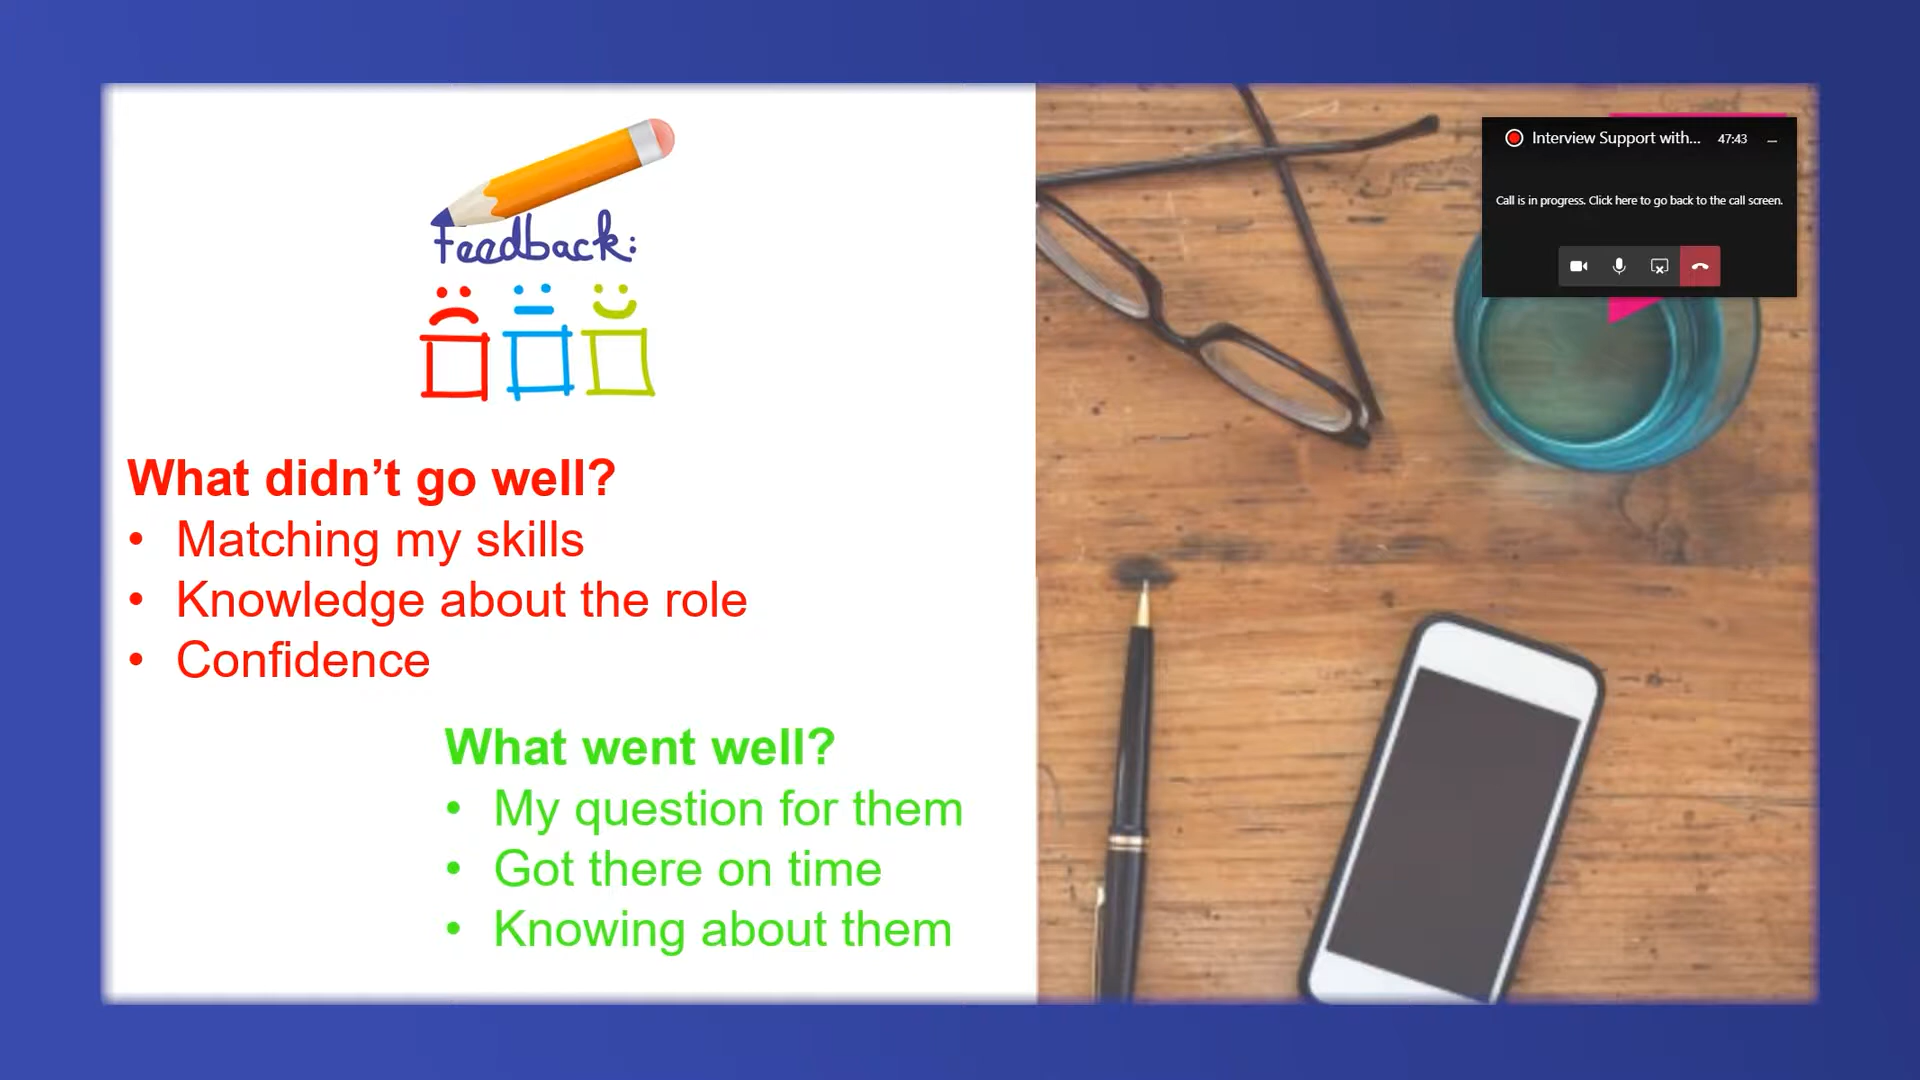 Feedback:
What didn’t go well?
• Matching my skills
• Knowledge about the role
• Confidence
What went well?
• My question for them
• Got there on time
• Knowing about them
Interview Support with... 47:43
Call is in progress. Click here to go back to the call screen.